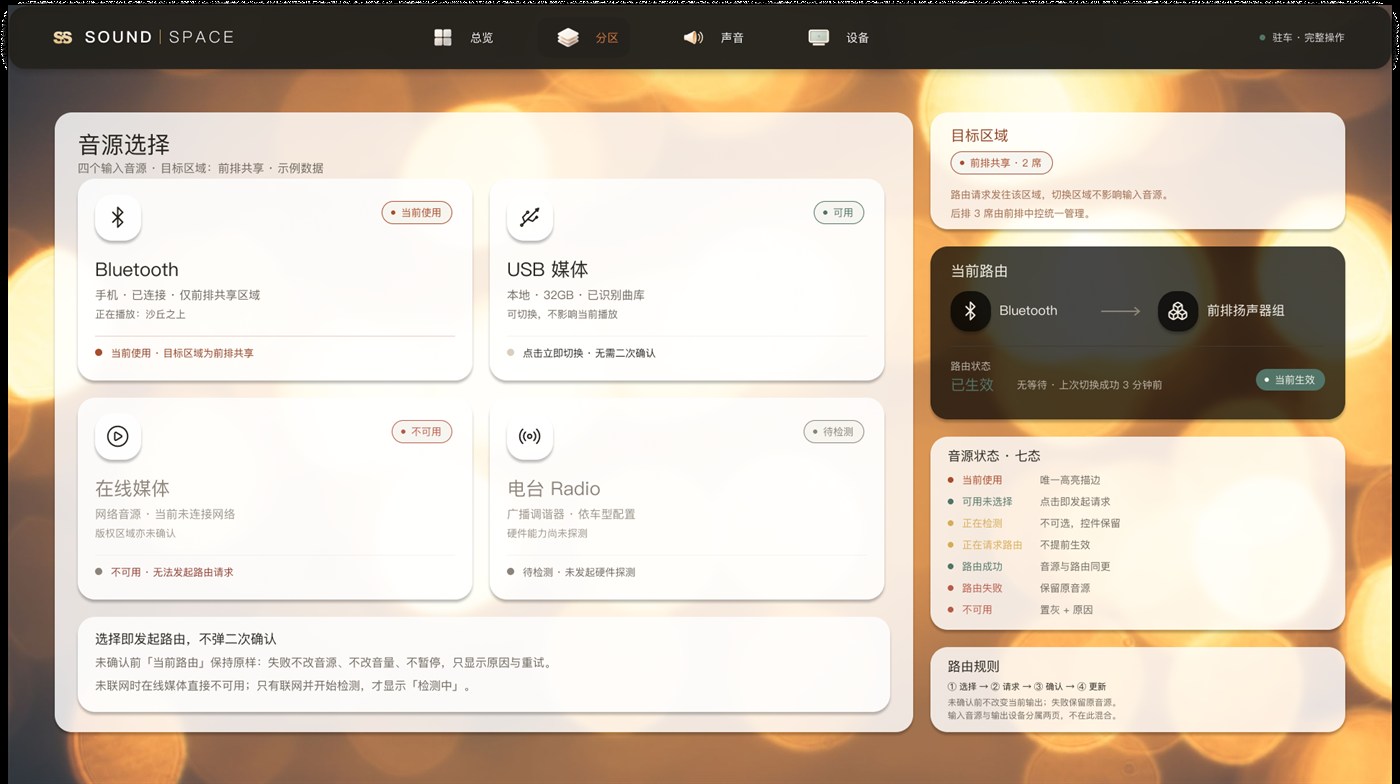 SS SOUND | SPACE
总览
分区
声音
设备
驻车 · 完整操作
音源选择
四个输入音源 · 目标区域：前排共享 · 示例数据
当前使用
Bluetooth
手机 · 已连接 · 仅前排共享区域
正在播放：沙丘之上
当前使用 · 目标区域为前排共享
可用
USB 媒体
本地 · 32GB · 已识别曲库
可切换，不影响当前播放
点击立即切换 · 无需二次确认
不可用
在线媒体
网络音源 · 当前未连接网络
版权区域亦未确认
不可用 · 无法发起路由请求
待检测
电台 Radio
广播调谐器 · 依车型配置
硬件能力尚未探测
待检测 · 未发起硬件探测
选择即发起路由，不弹二次确认
未确认前「当前路由」保持原样：失败不改音源、不改音量、不暂停，只显示原因与重试。
未联网时在线媒体直接不可用；只有联网并开始检测，才显示「检测中」。
目标区域
前排共享 · 2 席
路由请求发往该区域，切换区域不影响输入音源。
后排 3 席由前排中控统一管理。
当前路由
Bluetooth
前排扬声器组
路由状态
已生效
无等待 · 上次切换成功 3 分钟前
当前生效
音源状态 · 七态
当前使用 唯一高亮描边
可用未选择 点击即发起请求
正在检测 不可选，控件保留
正在请求路由 不提前生效
路由成功 音源与路由同更
路由失败 保留原音源
不可用 置灰 + 原因
路由规则
① 选择 → ② 请求 → ③ 确认 → ④ 更新
未确认前不改变当前输出；失败保留原音源。
输入音源与输出设备分属两页，不在此混合。